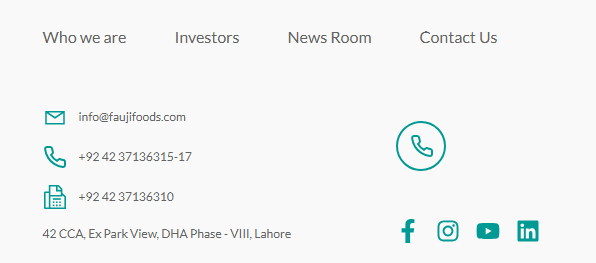 Who we are Investors News Room Contact Us
info@faujifoods.com
+92 42 37136315-17
+92 42 37136310
42 CCA, Ex Park View, DHA Phase - VIII, Lahore